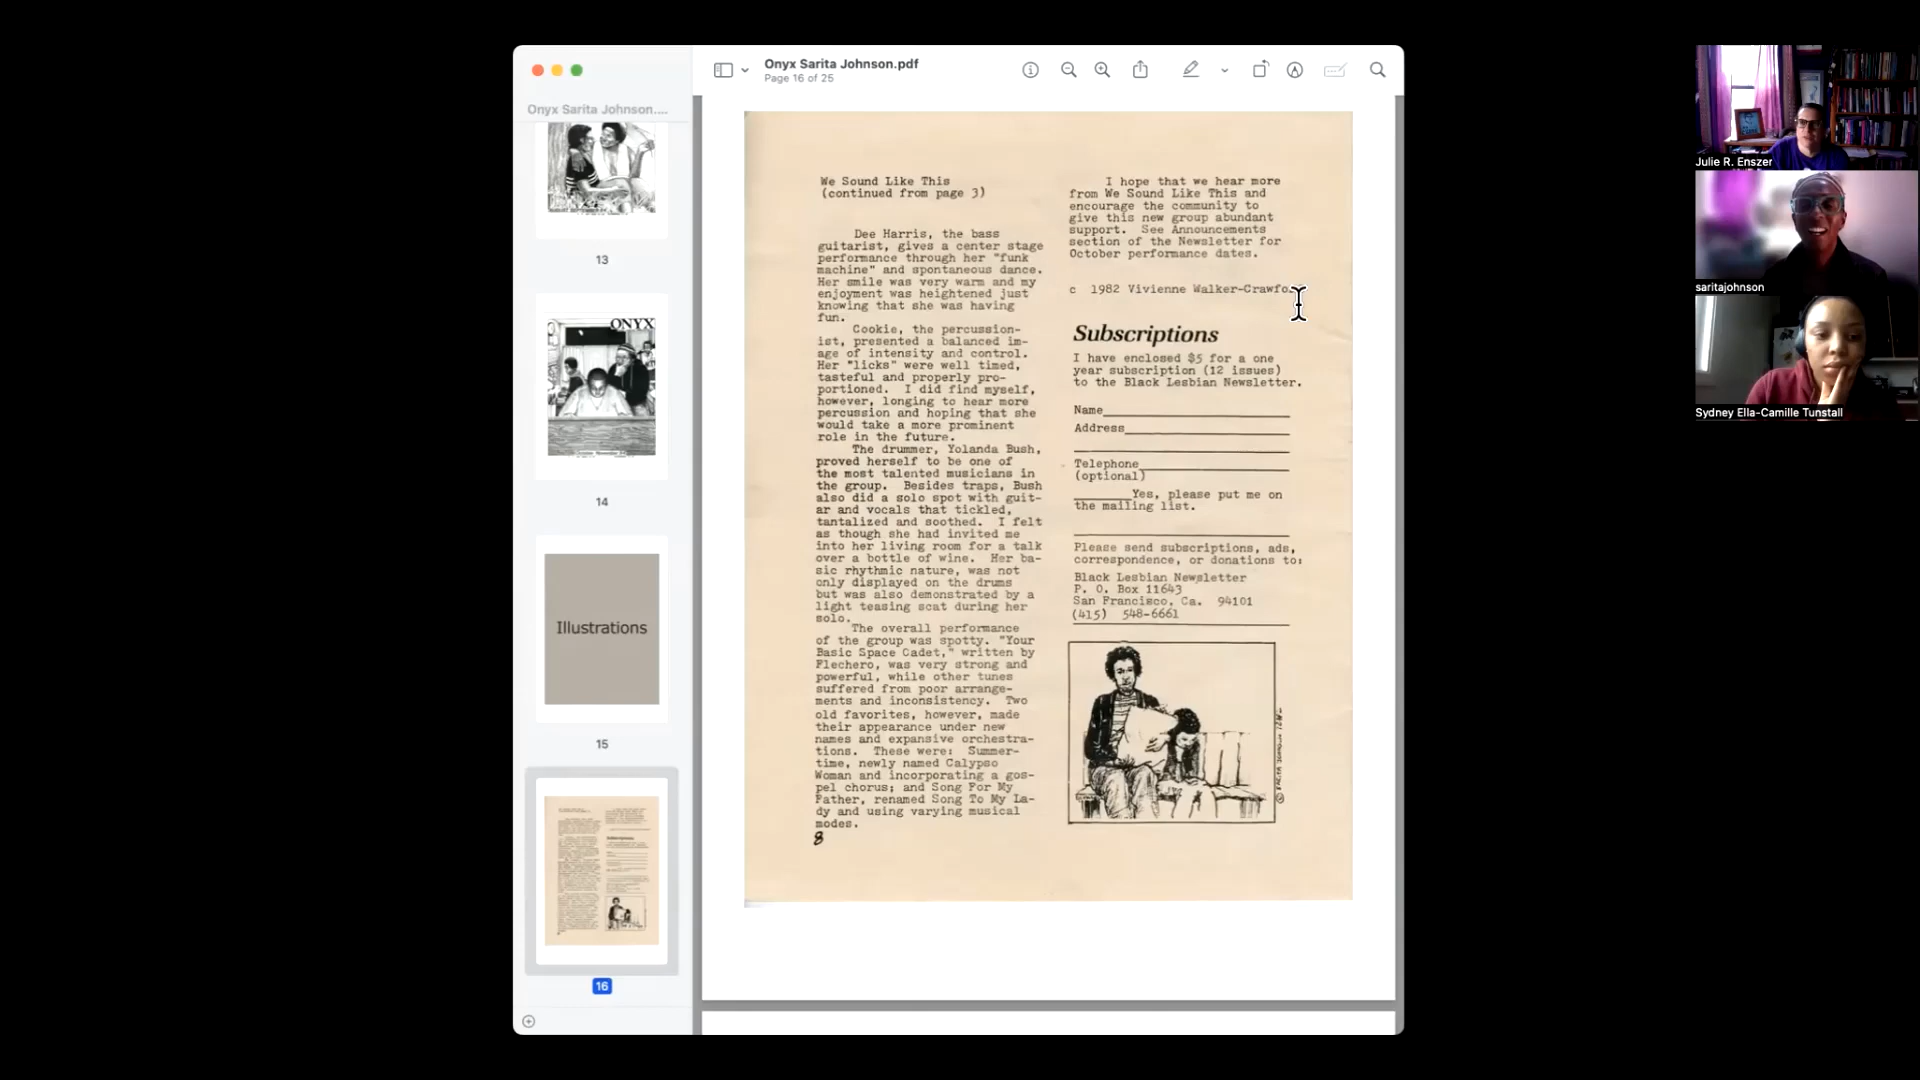 Onyx Sarita Johnson.pdf
Page 16 of 25
Onyx Sarita Johnson....
13
ONYX
14
Illustrations
15
16
We Sound Like This
(continued from page 3)
Dee Harris, the bass
guitarist, gives a center stage
performance through her "funk
machine" and spontaneous dance.
Her smile was very warm and my
enjoyment was heightened just
knowing that she was having
fun.
Cookie, the percussion-
ist, presented a balanced im-
age of intensity and control.
Her "licks" were well timed,
tasteful and properly pro-
portioned. I did find myself,
however, longing to hear more
percussion and hoping that she
would take a more prominent
role in the future.
The drummer, Yolanda Bush,
proved herself to be one of
the most talented musicians in
the group. Besides traps, Bush
also did a solo spot with guit-
ar and vocals that tickled,
tantalized and soothed. I felt
as though she had invited me
into her living room for a talk
over a bottle of wine. Her ba-
sic rhythmic nature, was not
only displayed on the drums
but was also demonstrated by a
light teasing scat during her
solo.
The overall performance
of the group was spotty. "Your
Basic Space Cadet," written by
Flechero, was very strong and
powerful, while other tunes
suffered from poor arrange-
ments and inconsistency. Two
old favorites, however, made
their appearance under new
names and expansive orchestra-
tions. These were: Summer-
time, newly named Calypso
Woman and incorporating a gos-
pel chorus; and Song For My
Father, renamed Song To My La-
dy and using varying musical
modes.
8
I hope that we hear more
from We Sound Like This and
encourage the community to
give this new group abundant
support. See Announcements
section of the Newsletter for
October performance dates.
c 1982 Vivienne Walker-Crawfo
Subscriptions
I have enclosed $5 for a one
year subscription (12 issues)
to the Black Lesbian Newsletter.
Name
Address
Telephone
(optional)
Yes, please put me on
the mailing list.
Please send subscriptions, ads,
correspondence, or donations to:
Black Lesbian Newsletter
P. O. Box 11643
San Francisco, Ca. 94101
(415) 548-6661
Julie R. Enszer
saritajohnson
Sydney Ella-Camille Tunstall